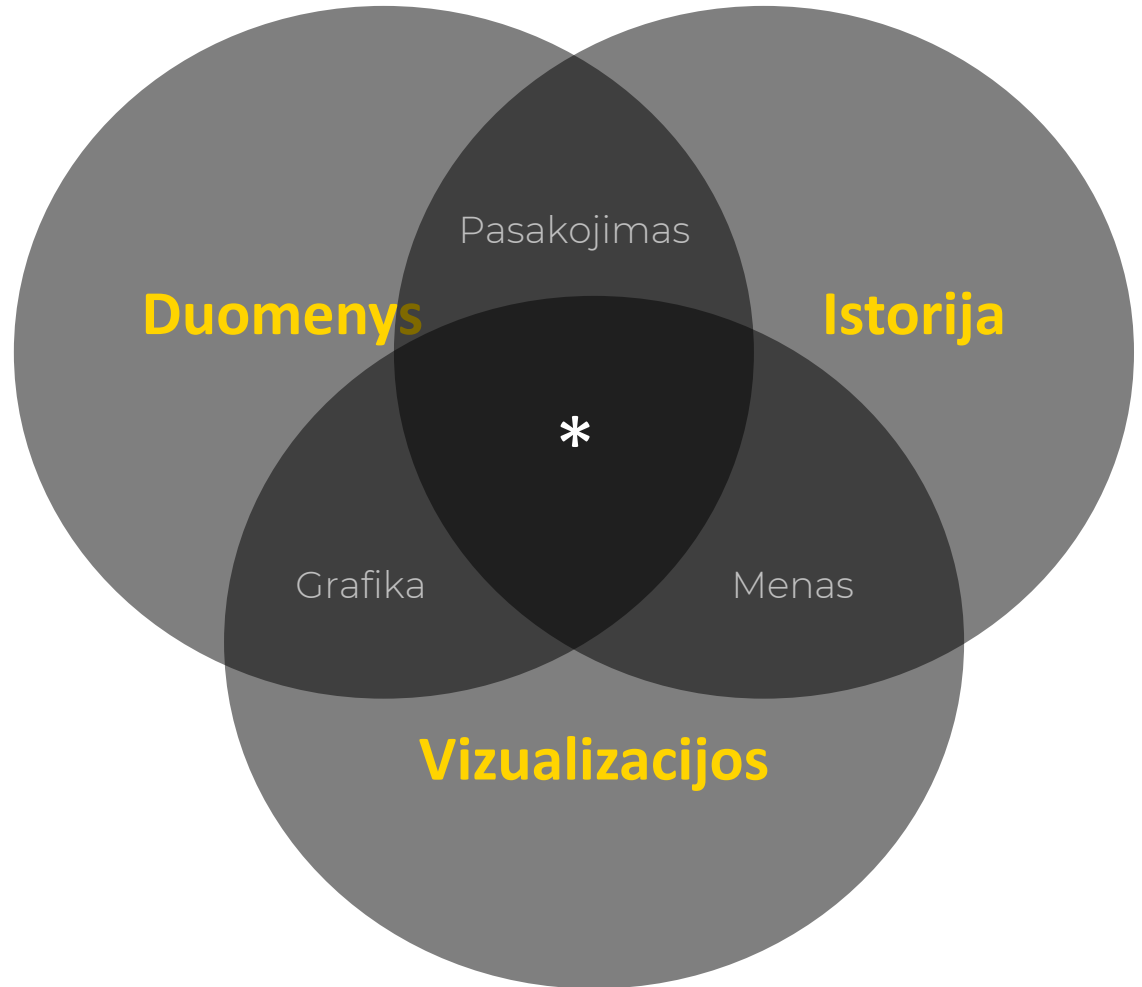 Pasakojimas
Duomenys
Istorija
*
Grafika
Menas
Vizualizacijos